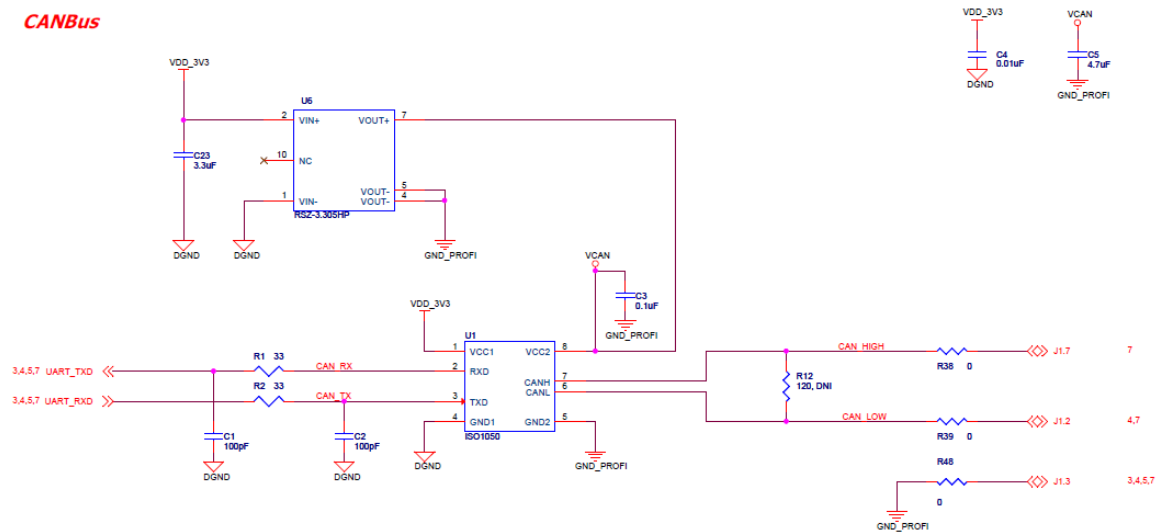 CANBus
VDD_3V3
VCAN
C4
0.01uF
C5
4.7uF
DGND
GND_PROFI
VDD_3V3
U6
2 VIN+ VOUT+ 7
C23
3.3uF
10 NC
VOUT- 5
1 VIN- VOUT- 4
RSZ-3.305HP
DGND
DGND
GND_PROFI
VCAN
C3
0.1uF
VDD_3V3
GND_PROFI
U1
1 VCC1 VCC2 8
CAN_HIGH
3,4,5,7 UART_TXD R1 33 CAN_RX 2 RXD
R38 0
J1.7 7
CANH 7
R12
120, DNI
3,4,5,7 UART_RXD R2 33 CAN_TX 3 TXD CANL 6
4 GND1 GND2 5
CAN_LOW
J1.2 4,7
ISO1050
R39 0
C1
100pF
C2
100pF
DGND
DGND
DGND
GND_PROFI
R48
0
J1.3 3,4,5,7
GND_PROFI